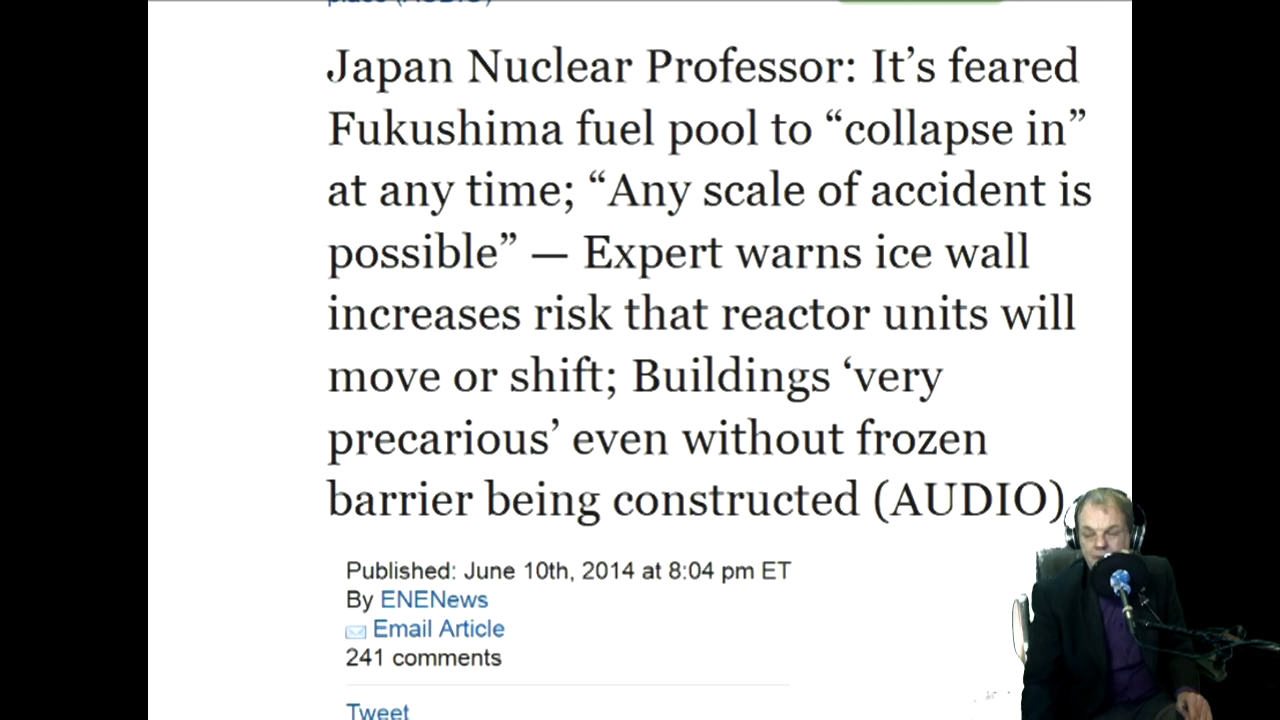 Japan Nuclear Professor: It’s feared
Fukushima fuel pool to “collapse in”
at any time; “Any scale of accident is
possible” — Expert warns ice wall
increases risk that reactor units will
move or shift; Buildings ‘very
precarious’ even without frozen
barrier being constructed (AUDIO)
Published: June 10th, 2014 at 8:04 pm ET
By ENENews
Email Article
241 comments
Tweet